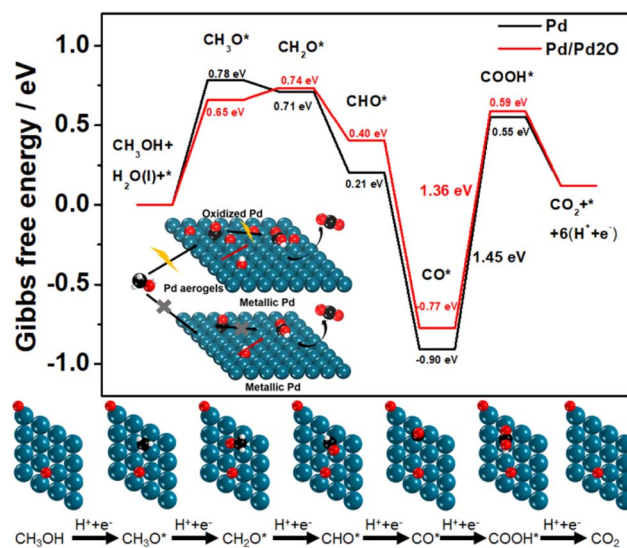 Pd
Pd/Pd2O
Gibbs free energy / eV
1.0
0.5
0.0
-0.5
-1.0
CH₃OH+
H₂O(l)+*
CH₃O*
0.78 eV
0.65 eV
CH₂O*
0.74 eV
0.71 eV
CHO*
0.40 eV
0.21 eV
CO*
-0.77 eV
-0.90 eV
1.36 eV
1.45 eV
COOH*
0.59 eV
0.55 eV
CO₂+*
+6(H⁺+e⁻)
Oxidized Pd
Pd aerogels
Metallic Pd
Metallic Pd
H⁺+e⁻ H⁺+e⁻ H⁺+e⁻ H⁺+e⁻ H⁺+e⁻ H⁺+e⁻
CH₃OH CH₃O* CH₂O* CHO* CO* COOH* CO₂